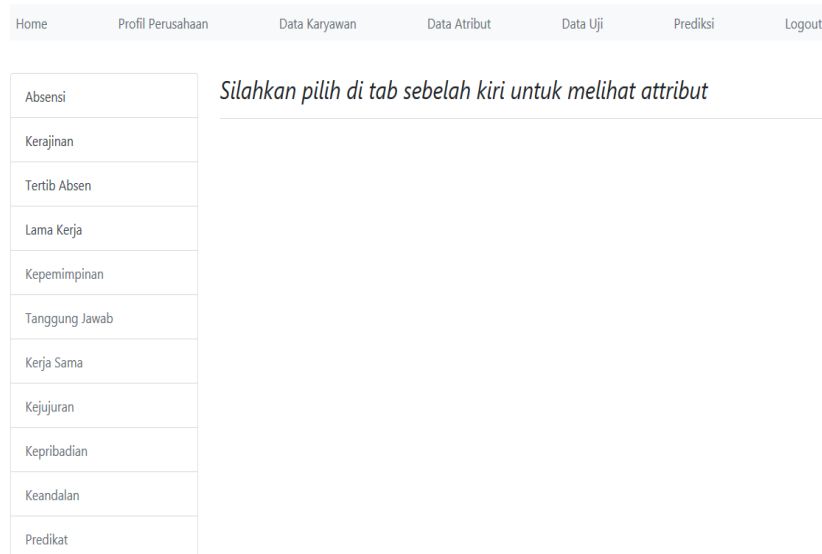 Home Profil Perusahaan Data Karyawan Data Atribut Data Uji Prediksi Logout
Absensi
Kerajinan
Tertib Absen
Lama Kerja
Kepemimpinan
Tanggung Jawab
Kerja Sama
Kejujuran
Kepribadian
Keandalan
Predikat
Silahkan pilih di tab sebelah kiri untuk melihat attribut